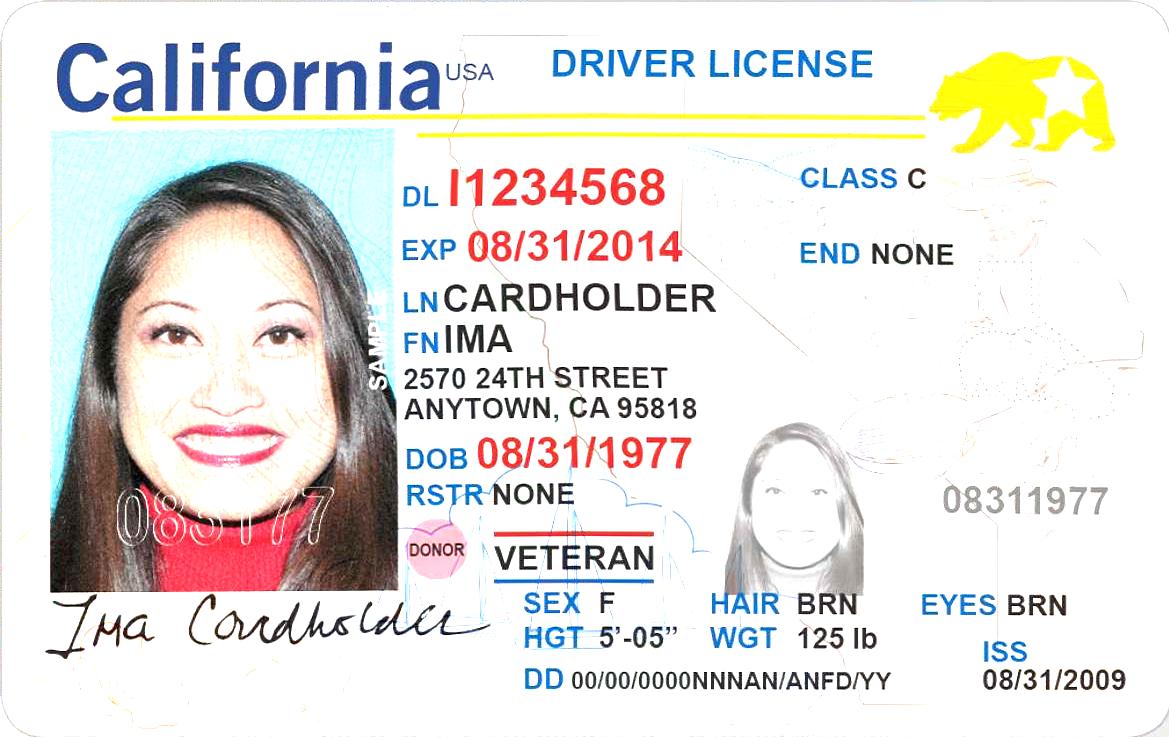 California USA DRIVER LICENSE
DL I1234568
CLASS C
EXP 08/31/2014
END NONE
LN CARDHOLDER
FN IMA
2570 24TH STREET
ANYTOWN, CA 95818
DOB 08/31/1977
RSTR NONE
SAMPLE
083177
08311977
DONOR
VETERAN
SEX F HAIR BRN EYES BRN
HGT 5'-05" WGT 125 lb
ISS
DD 00/00/0000NNNAN/ANFD/YY 08/31/2009
Ima Cardholder